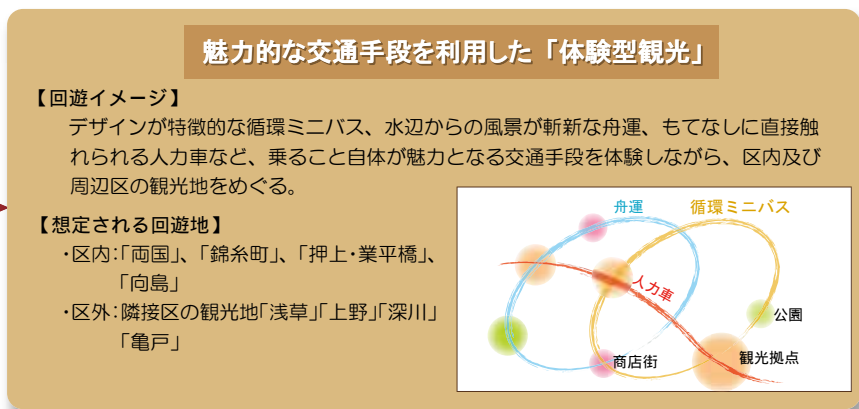 魅力的な交通手段を利用した「体験型観光」
【回遊イメージ】
デザインが特徴的な循環ミニバス、水辺からの風景が斬新な舟運、もてなしに直接触
れられる人力車など、乗ること自体が魅力となる交通手段を体験しながら、区内及び
周辺区の観光地をめぐる。
【想定される回遊地】
・区内:「両国」、「錦糸町」、「押上・業平橋」、
「向島」
・区外:隣接区の観光地「浅草」「上野」「深川」
「亀戸」
舟運
循環ミニバス
人力車
公園
観光拠点
商店街